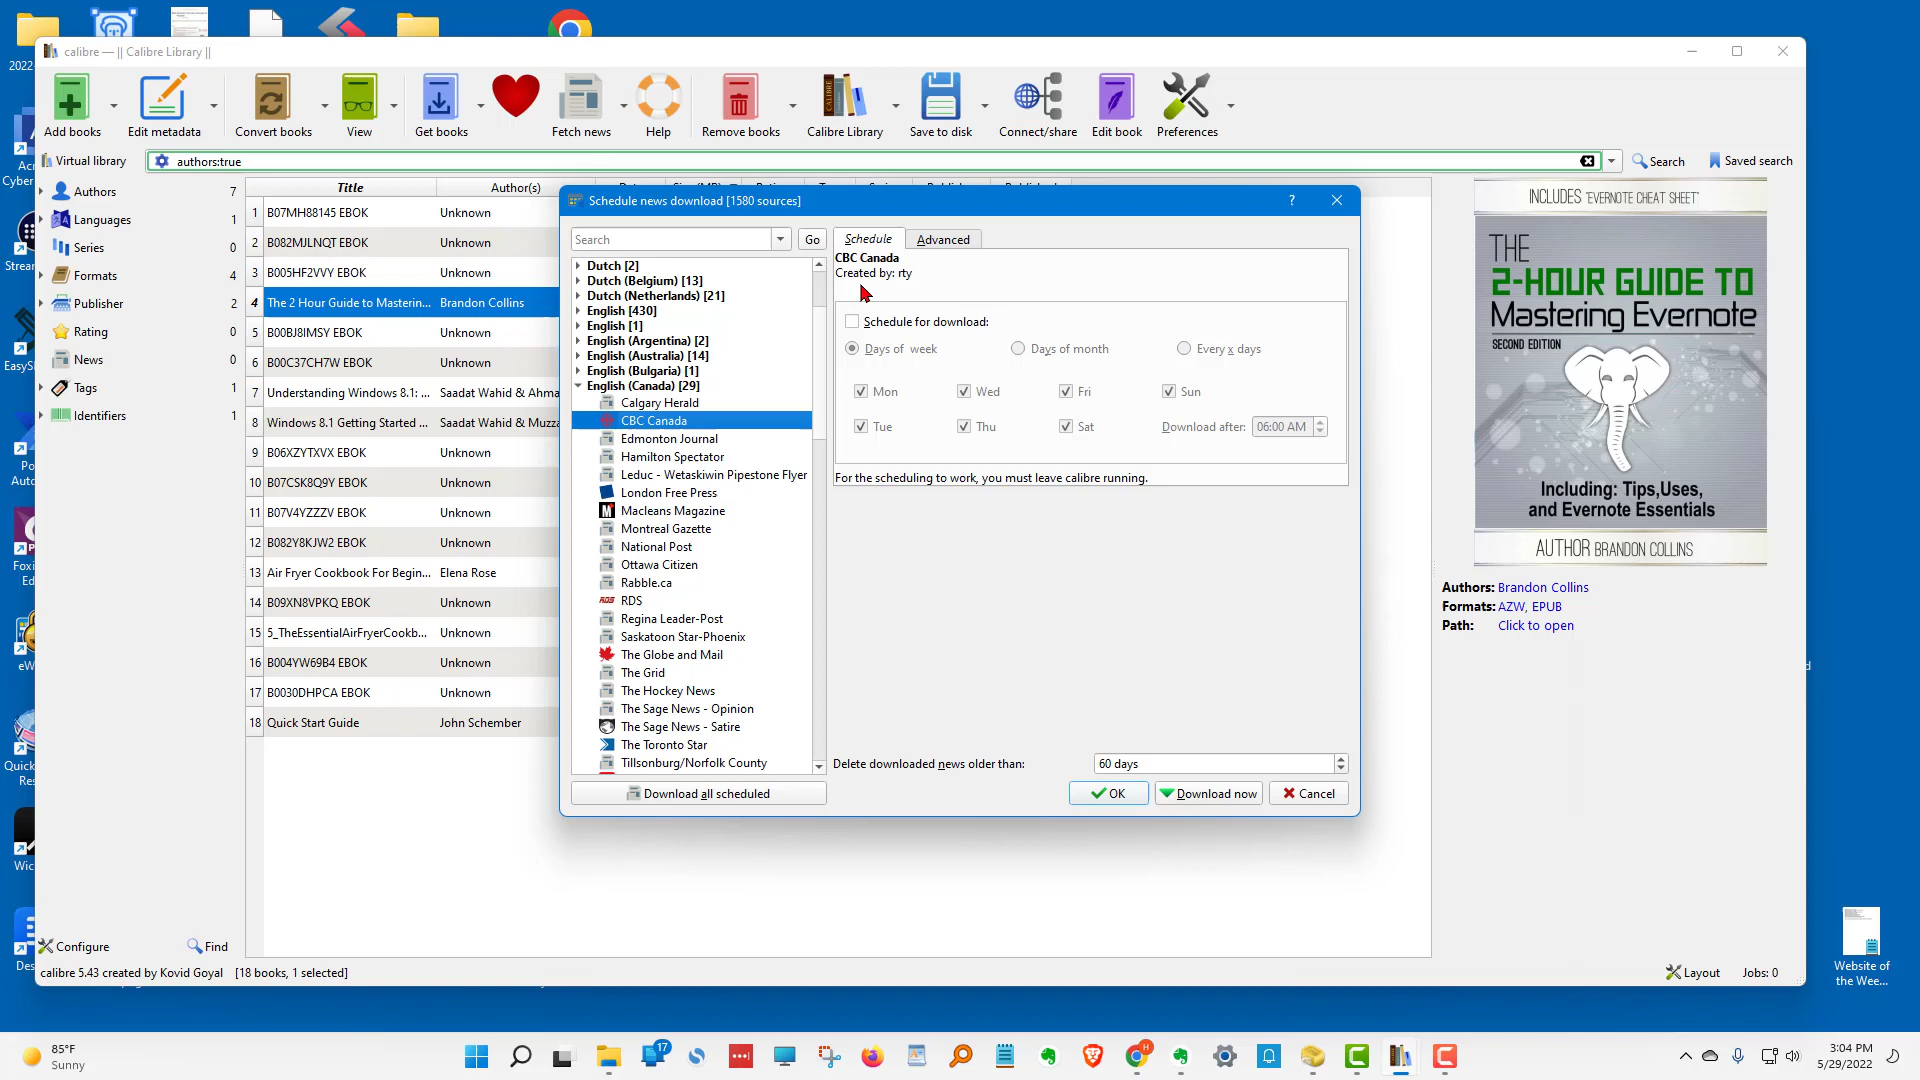 2022-
calibre — || Calibre Library ||
Add books
Edit metadata
Convert books
View
Get books
Fetch news
Help
Remove books
Calibre Library
Save to disk
Connect/share
Edit book
Preferences
Virtual library
authors:true
Search
Saved search
Authors 7
Languages 1
Series 0
Formats 4
Publisher 2
Rating 0
News 0
Tags 1
Identifiers 1
Title Author(s)
1 B07MH88145 EBOK Unknown
2 B082MJLNQT EBOK Unknown
3 B005HF2VVY EBOK Unknown
4 The 2 Hour Guide to Masterin... Brandon Collins
5 B00BJ8IMSY EBOK Unknown
6 B00C37CH7W EBOK Unknown
7 Understanding Windows 8.1: ... Saadat Wahid & Ahma
8 Windows 8.1 Getting Started ... Saadat Wahid & Muzza
9 B06XZYTXVX EBOK Unknown
10 B07CSK8Q9Y EBOK Unknown
11 B07V4YZZZV EBOK Unknown
12 B082Y8KJW2 EBOK Unknown
13 Air Fryer Cookbook For Begin... Elena Rose
14 B09XN8VPKQ EBOK Unknown
15 5_TheEssentialAirFryerCookb... Unknown
16 B004YW69B4 EBOK Unknown
17 B0030DHPCA EBOK Unknown
18 Quick Start Guide John Schember
Schedule news download [1580 sources]
?
Search
Go
Dutch [2]
Dutch (Belgium) [13]
Dutch (Netherlands) [21]
English [430]
English [1]
English (Argentina) [2]
English (Australia) [14]
English (Bulgaria) [1]
English (Canada) [29]
Calgary Herald
CBC Canada
Edmonton Journal
Hamilton Spectator
Leduc - Wetaskiwin Pipestone Flyer
London Free Press
Macleans Magazine
Montreal Gazette
National Post
Ottawa Citizen
Rabble.ca
RDS
Regina Leader-Post
Saskatoon Star-Phoenix
The Globe and Mail
The Grid
The Hockey News
The Sage News - Opinion
The Sage News - Satire
The Toronto Star
Tillsonburg/Norfolk County
Download all scheduled
Schedule
Advanced
CBC Canada
Created by: rty
Schedule for download:
Days of week
Days of month
Every x days
Mon Wed Fri Sun
Tue Thu Sat Download after: 06:00 AM
For the scheduling to work, you must leave calibre running.
Delete downloaded news older than: 60 days
OK
Download now
Cancel
INCLUDES "EVERNOTE CHEAT SHEET"
THE
2-HOUR GUIDE TO
Mastering Evernote
SECOND EDITION
Including: Tips,Uses,
and Evernote Essentials
AUTHOR BRANDON COLLINS
Authors: Brandon Collins
Formats: AZW, EPUB
Path: Click to open
Configure
Find
calibre 5.43 created by Kovid Goyal [18 books, 1 selected]
Layout
Jobs: 0
Website of
the Wee...
85°F
Sunny
17
3:04 PM
5/29/2022